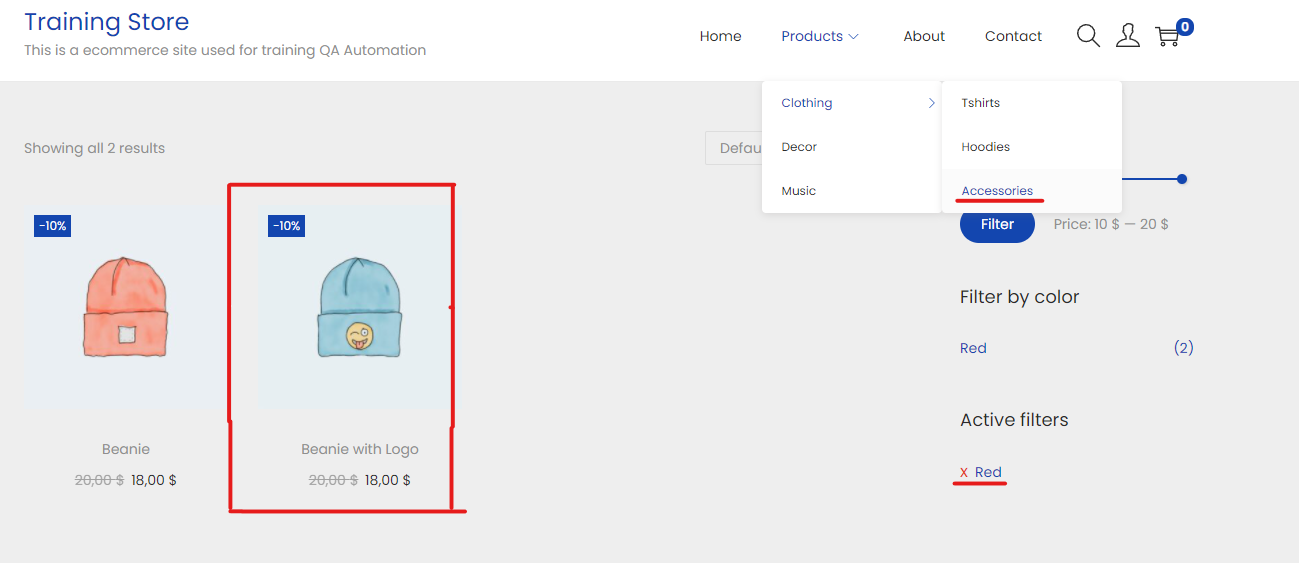 Training Store
This is a ecommerce site used for training QA Automation
Home Products About Contact 0
Clothing
Decor
Music
Tshirts
Hoodies
Accessories
Showing all 2 results
Defau
Filter Price: 10 $ — 20 $
Filter by color
Red (2)
Active filters
X Red
-10%
Beanie
20,00 $ 18,00 $
-10%
Beanie with Logo
20,00 $ 18,00 $